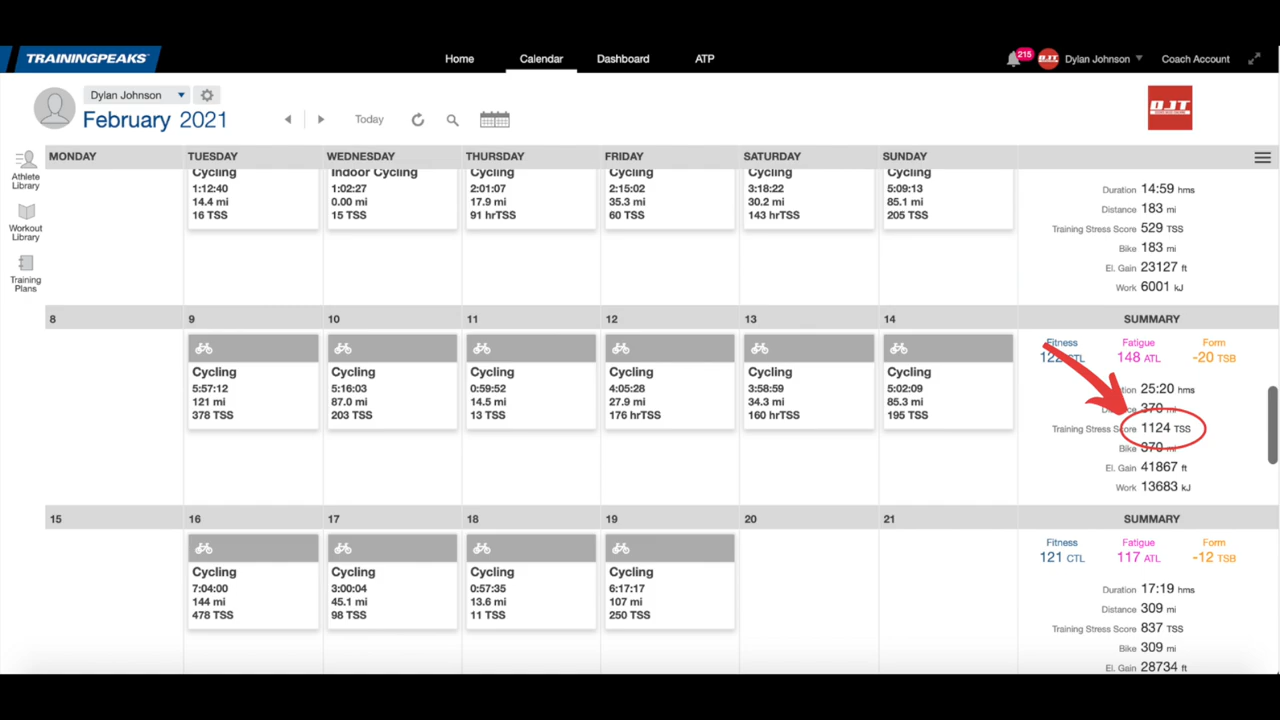 TRAININGPEAKS
Home Calendar Dashboard ATP
215 DJT Dylan Johnson Coach Account
Dylan Johnson
February 2021
Today
DJT
MONDAY TUESDAY WEDNESDAY THURSDAY FRIDAY SATURDAY SUNDAY
Athlete
Library
Workout
Library
Training
Plans
Cycling Indoor Cycling Cycling Cycling Cycling Cycling
1:12:40 1:02:27 2:01:07 2:15:02 3:18:22 5:09:13
14.4 mi 0.00 mi 17.9 mi 35.3 mi 30.2 mi 85.1 mi
16 TSS 15 TSS 91 hrTSS 60 TSS 143 hrTSS 205 TSS
Duration 14:59 hms
Distance 183 mi
Training Stress Score 529 TSS
Bike 183 mi
El. Gain 23127 ft
Work 6001 kJ
8 9 10 11 12 13 14 SUMMARY
Cycling Cycling Cycling Cycling Cycling Cycling
5:57:12 5:16:03 0:59:52 4:05:28 3:58:59 5:02:09
121 mi 87.0 mi 14.5 mi 27.9 mi 34.3 mi 85.3 mi
378 TSS 203 TSS 13 TSS 176 hrTSS 160 hrTSS 195 TSS
Fitness Fatigue Form
122 CTL 148 ATL -20 TSB
25:20 hms
370 mi
Training Stress Score 1124 TSS
Bike 370 mi
El. Gain 41867 ft
Work 13683 kJ
15 16 17 18 19 20 21 SUMMARY
Cycling Cycling Cycling Cycling
7:04:00 3:00:04 0:57:35 6:17:17
144 mi 45.1 mi 13.6 mi 107 mi
478 TSS 98 TSS 11 TSS 250 TSS
Fitness Fatigue Form
121 CTL 117 ATL -12 TSB
Duration 17:19 hms
Distance 309 mi
Training Stress Score 837 TSS
Bike 309 mi
El. Gain 28734 ft